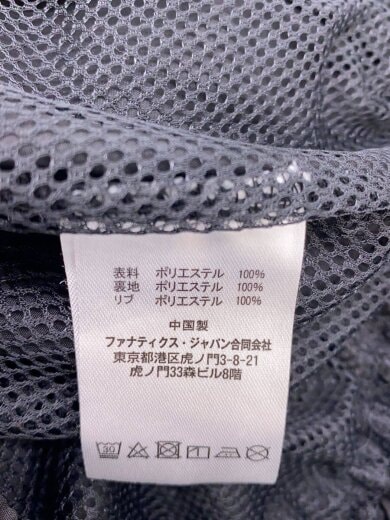 表料 ポリエステル 100%
裏地 ポリエステル 100%
リブ ポリエステル 100%
中国製
ファナティクス・ジャパン合同会社
東京都港区虎ノ門3-8-21
虎ノ門33森ビル8階
30